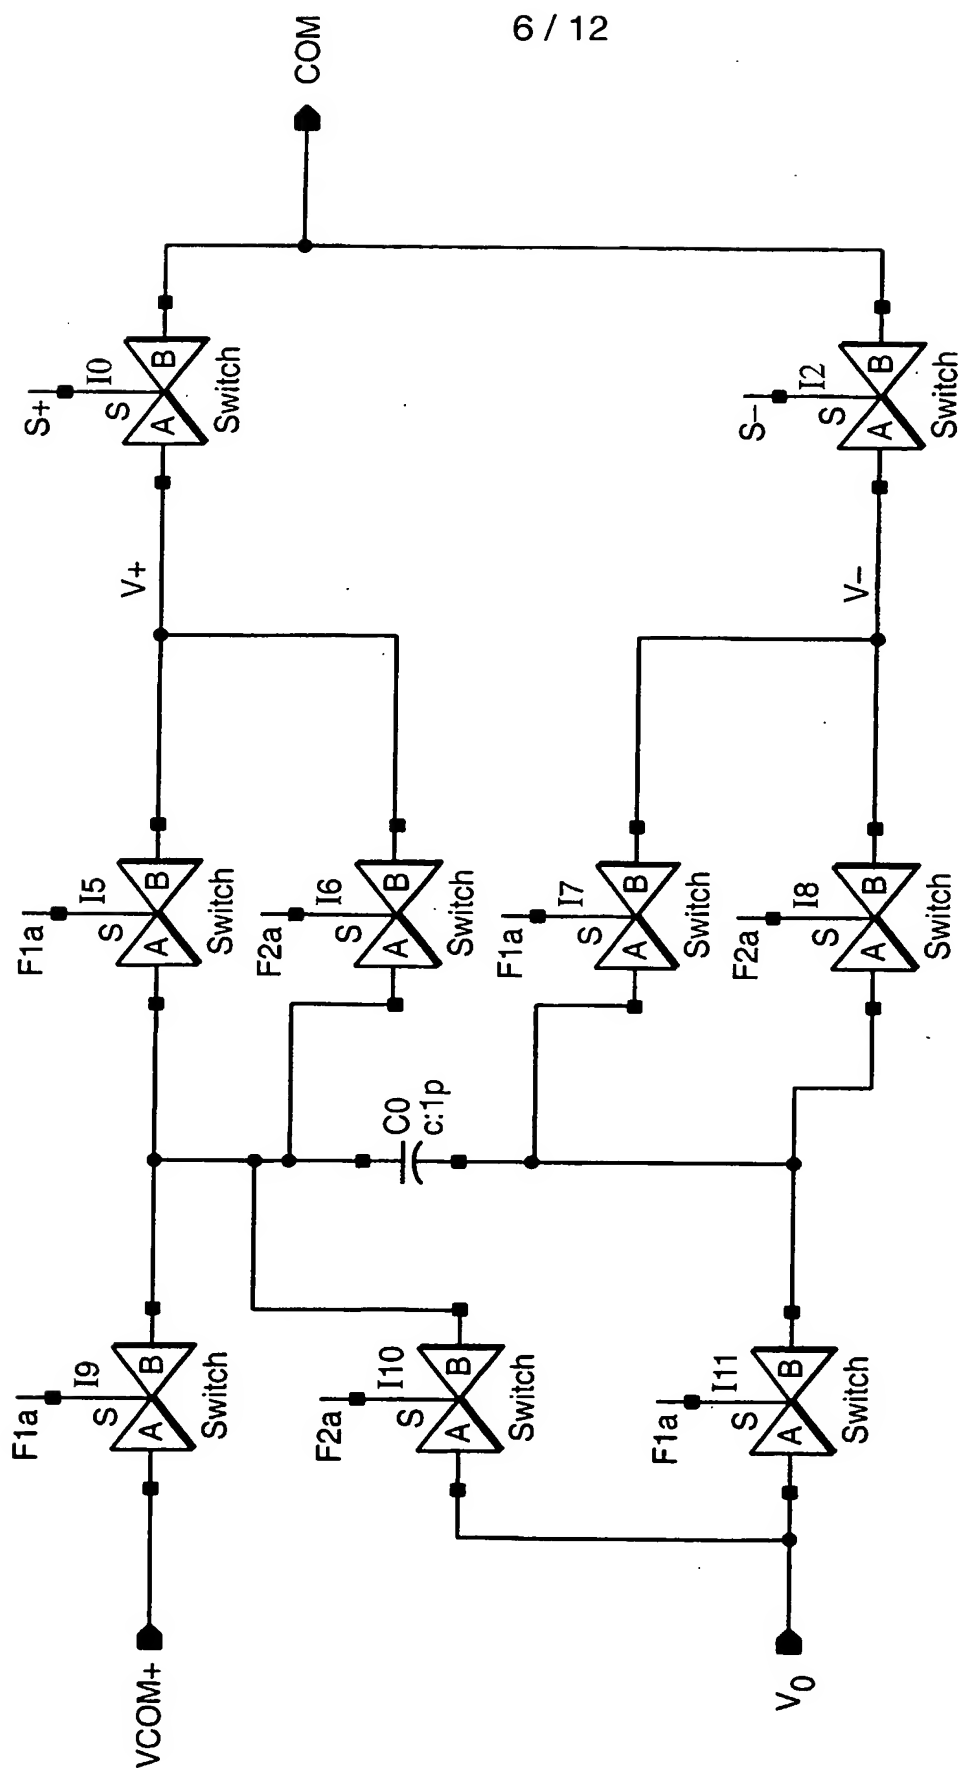 6 / 12
COM
S+
I0
S
A
B
Switch
V+
S−
I2
S
A
B
Switch
V−
F1a
I5
S
A
B
Switch
F2a
I6
S
A
B
Switch
F1a
I7
S
A
B
Switch
F2a
I8
S
A
B
Switch
C0
c:1p
F1a
I9
S
A
B
Switch
F2a
I10
S
A
B
Switch
F1a
I11
S
A
B
Switch
VCOM+
V0